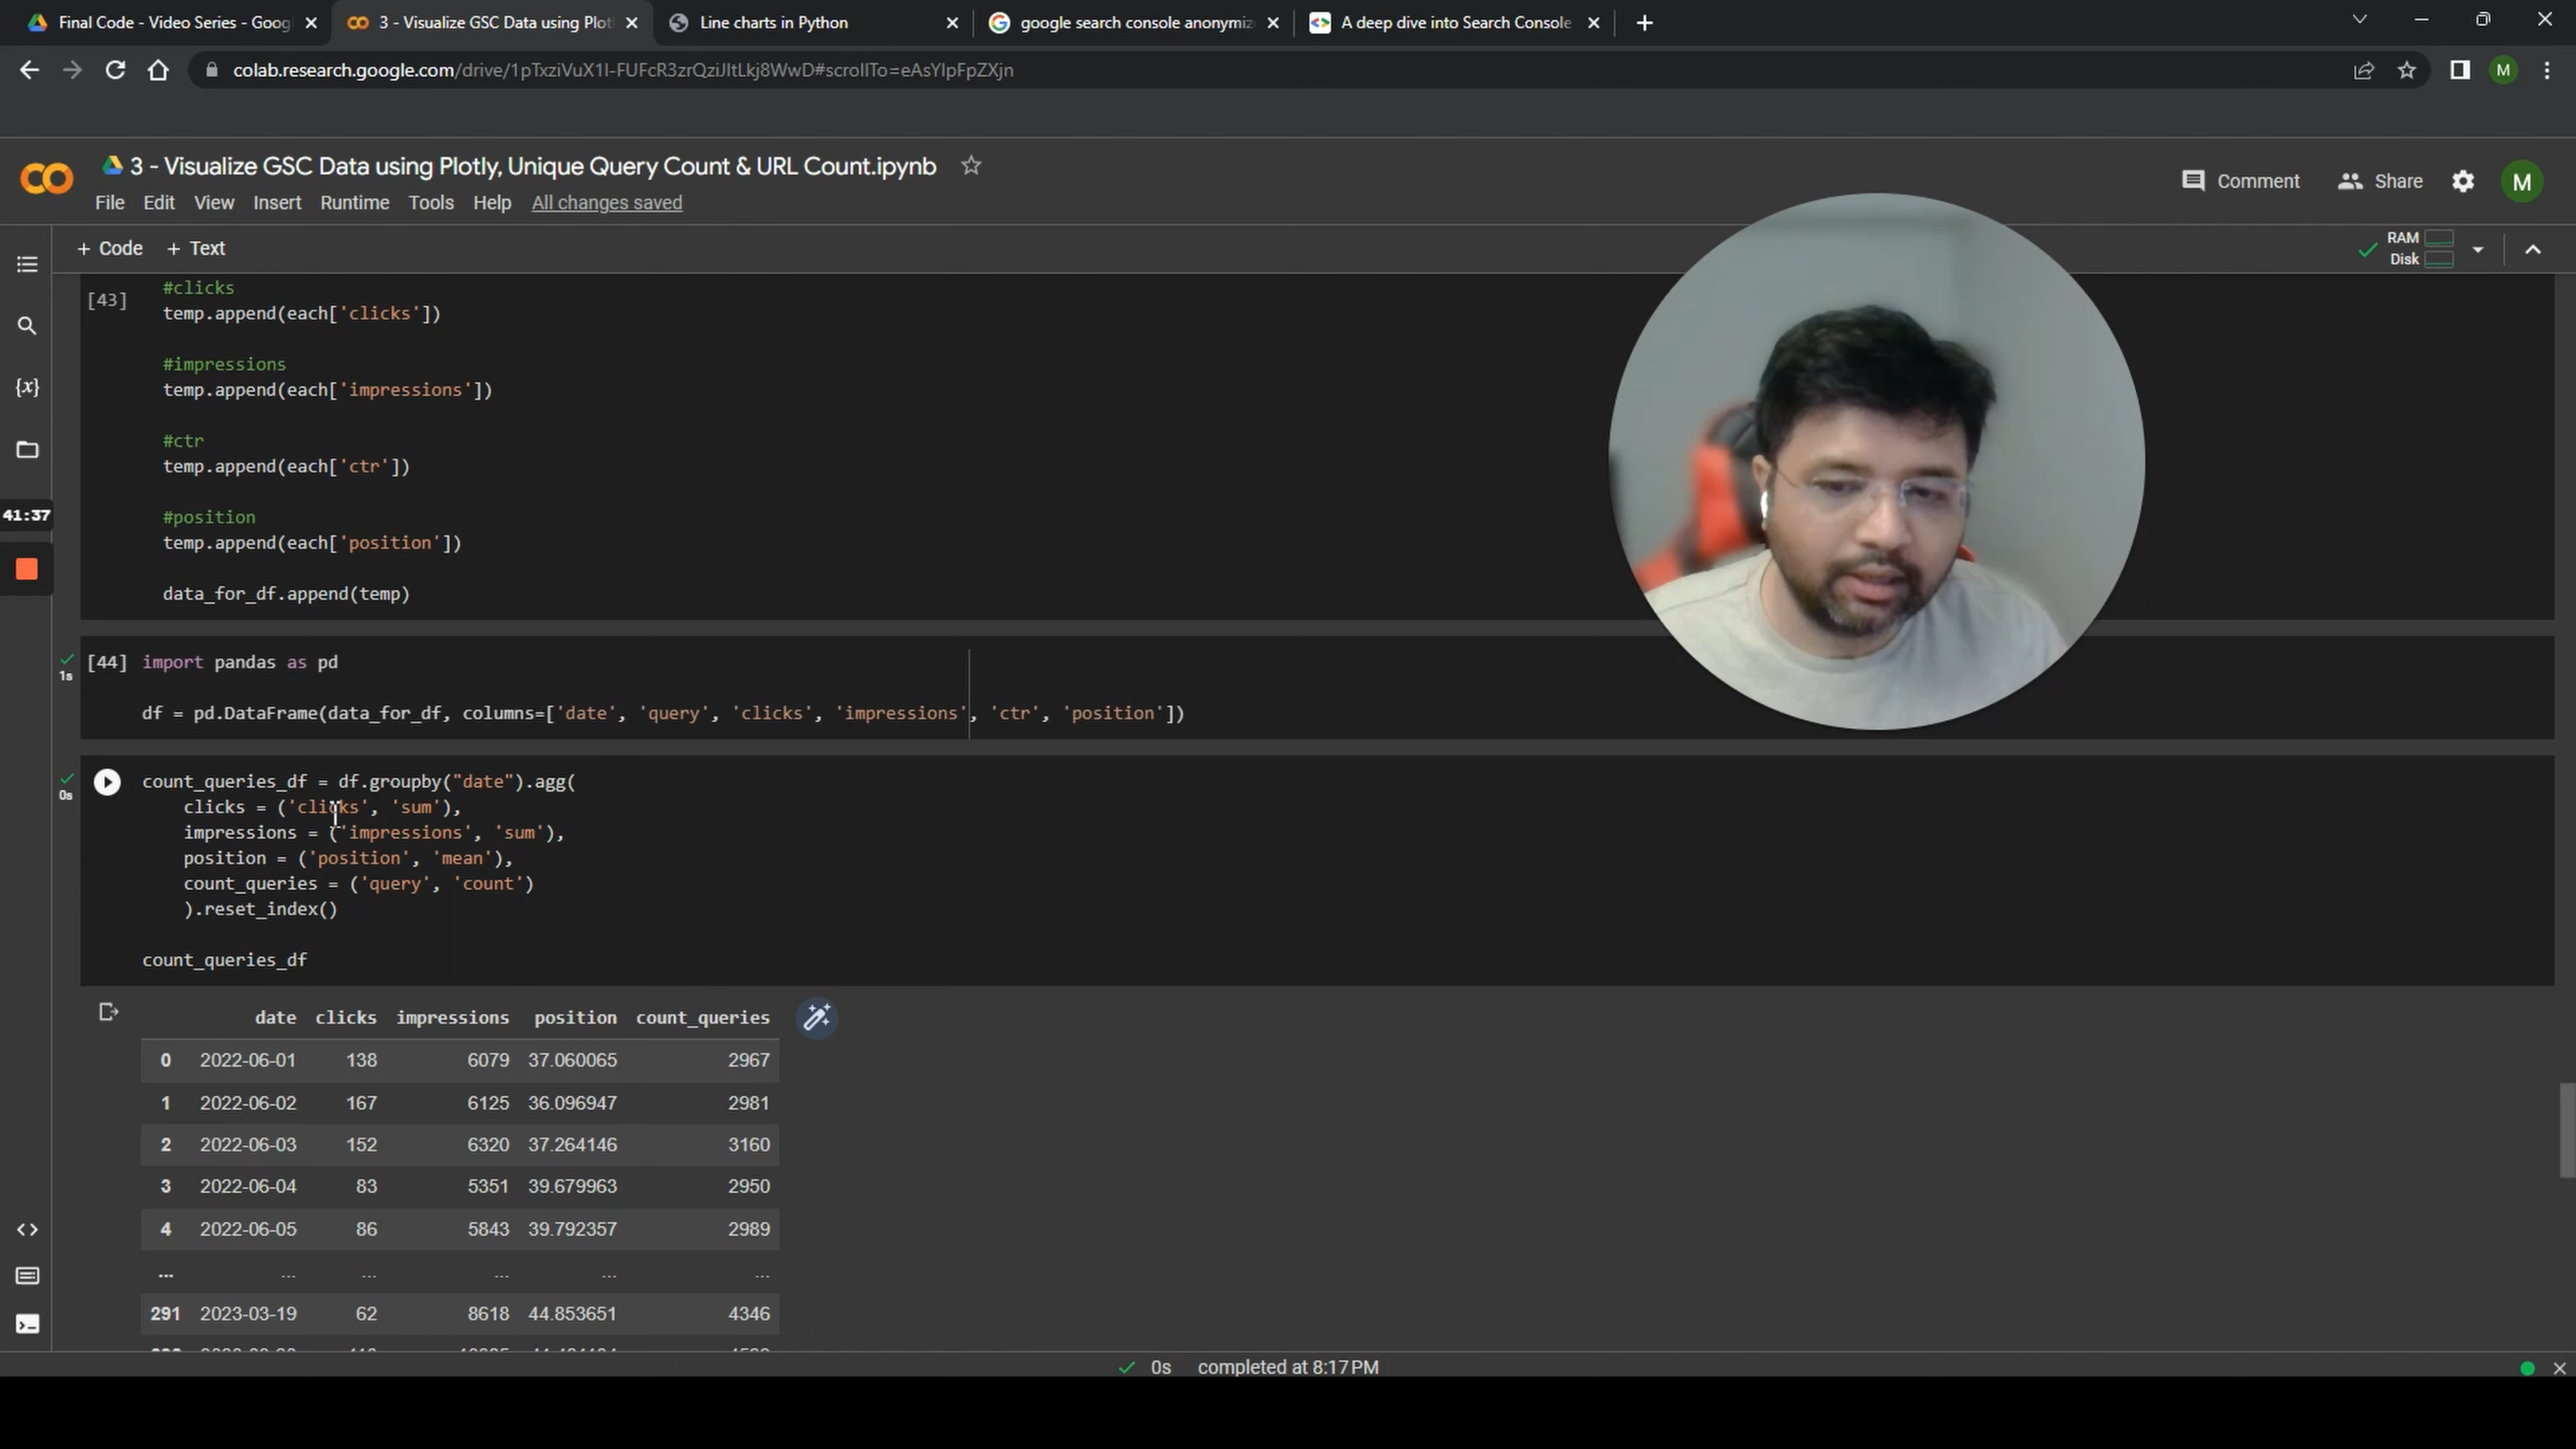 Final Code - Video Series - Goog
3 - Visualize GSC Data using Plotl
Line charts in Python
google search console anonymiz
A deep dive into Search Console
colab.research.google.com/drive/1pTxziVuX1I-FUFcR3zrQziJItLkj8WwD#scrollTo=eAsYIpFpZXjn
M
3 - Visualize GSC Data using Plotly, Unique Query Count & URL Count.ipynb
Comment
Share
M
File Edit View Insert Runtime Tools Help All changes saved
+ Code + Text
RAM
Disk
[43]
#clicks
temp.append(each['clicks'])
#impressions
temp.append(each['impressions'])
#ctr
temp.append(each['ctr'])
#position
temp.append(each['position'])
data_for_df.append(temp)
{x}
41:37
1s
[44] import pandas as pd
df = pd.DataFrame(data_for_df, columns=['date', 'query', 'clicks', 'impressions', 'ctr', 'position'])
0s
count_queries_df = df.groupby("date").agg(
clicks = ('clicks', 'sum'),
impressions = ('impressions', 'sum'),
position = ('position', 'mean'),
count_queries = ('query', 'count')
).reset_index()
count_queries_df
date clicks impressions position count_queries
0 2022-06-01 138 6079 37.060065 2967
1 2022-06-02 167 6125 36.096947 2981
2 2022-06-03 152 6320 37.264146 3160
3 2022-06-04 83 5351 39.679963 2950
4 2022-06-05 86 5843 39.792357 2989
... ... ... ... ... ...
291 2023-03-19 62 8618 44.853651 4346
0s completed at 8:17 PM